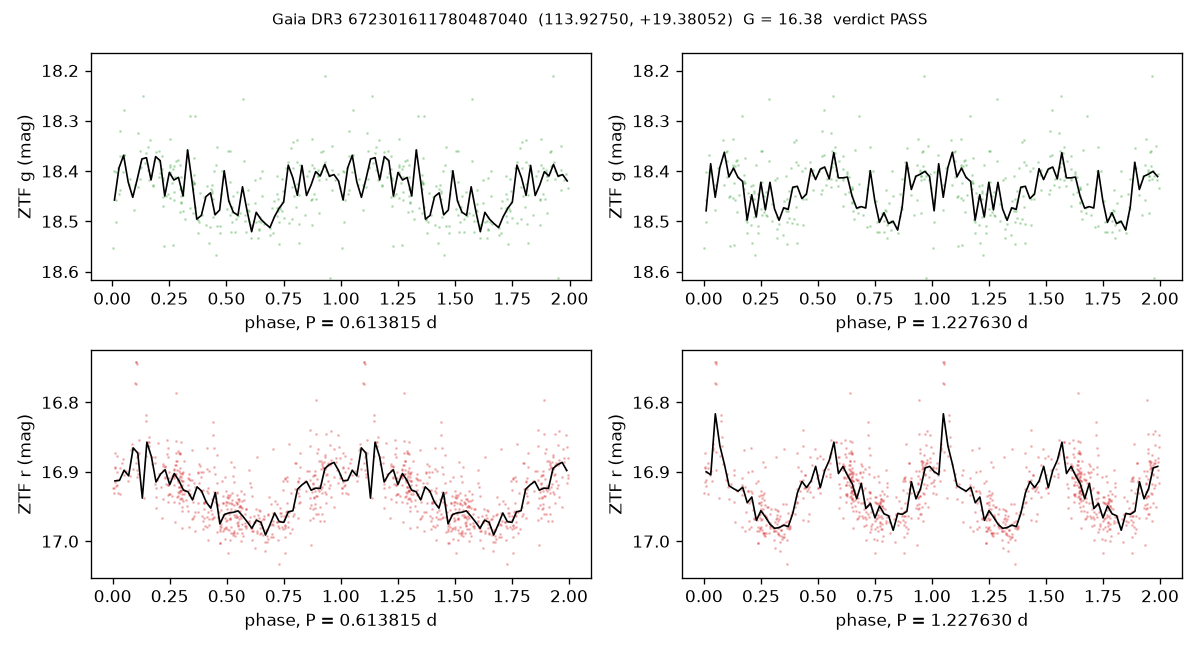 Gaia DR3 672301611780487040 (113.92750, +19.38052) G = 16.38 verdict PASS
ZTF g (mag)
18.2
18.3
18.4
18.5
18.6
0.00 0.25 0.50 0.75 1.00 1.25 1.50 1.75 2.00
phase, P = 0.613815 d
ZTF g (mag)
18.2
18.3
18.4
18.5
18.6
0.00 0.25 0.50 0.75 1.00 1.25 1.50 1.75 2.00
phase, P = 1.227630 d
ZTF r (mag)
16.8
16.9
17.0
0.00 0.25 0.50 0.75 1.00 1.25 1.50 1.75 2.00
phase, P = 0.613815 d
ZTF r (mag)
16.8
16.9
17.0
0.00 0.25 0.50 0.75 1.00 1.25 1.50 1.75 2.00
phase, P = 1.227630 d